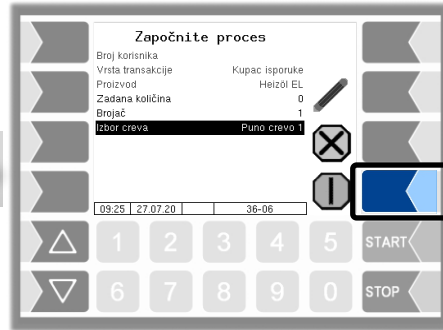 Započnite proces
Broj korisnika
Vrsta transakcije Kupac isporuke
Proizvod Heizöl EL
Zadana količina 0
Brojač 1
Izbor creva Puno crevo 1
09:25 27.07.20 36-06
1 2 3 4 5 START
6 7 8 9 0 STOP